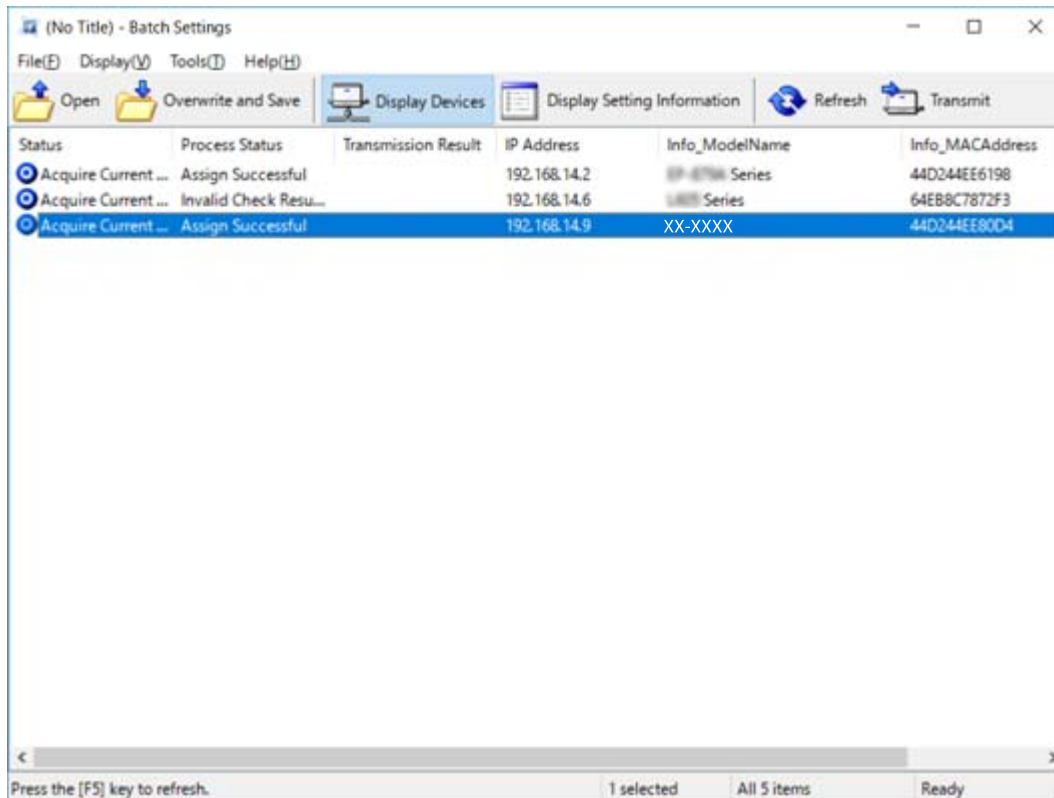 (No Title) - Batch Settings
File(F) Display(V) Tools(T) Help(H)
Open Overwrite and Save Display Devices Display Setting Information Refresh Transmit
Status Process Status Transmission Result IP Address Info_ModelName Info_MACAddress
Acquire Current ... Assign Successful 192.168.14.2 Series 44D244EE6198
Acquire Current ... Invalid Check Resu... 192.168.14.6 Series 64EB8C7872F3
Acquire Current ... Assign Successful 192.168.14.9 XX-XXXX 44D244EE80D4
Press the [F5] key to refresh. 1 selected All 5 items Ready